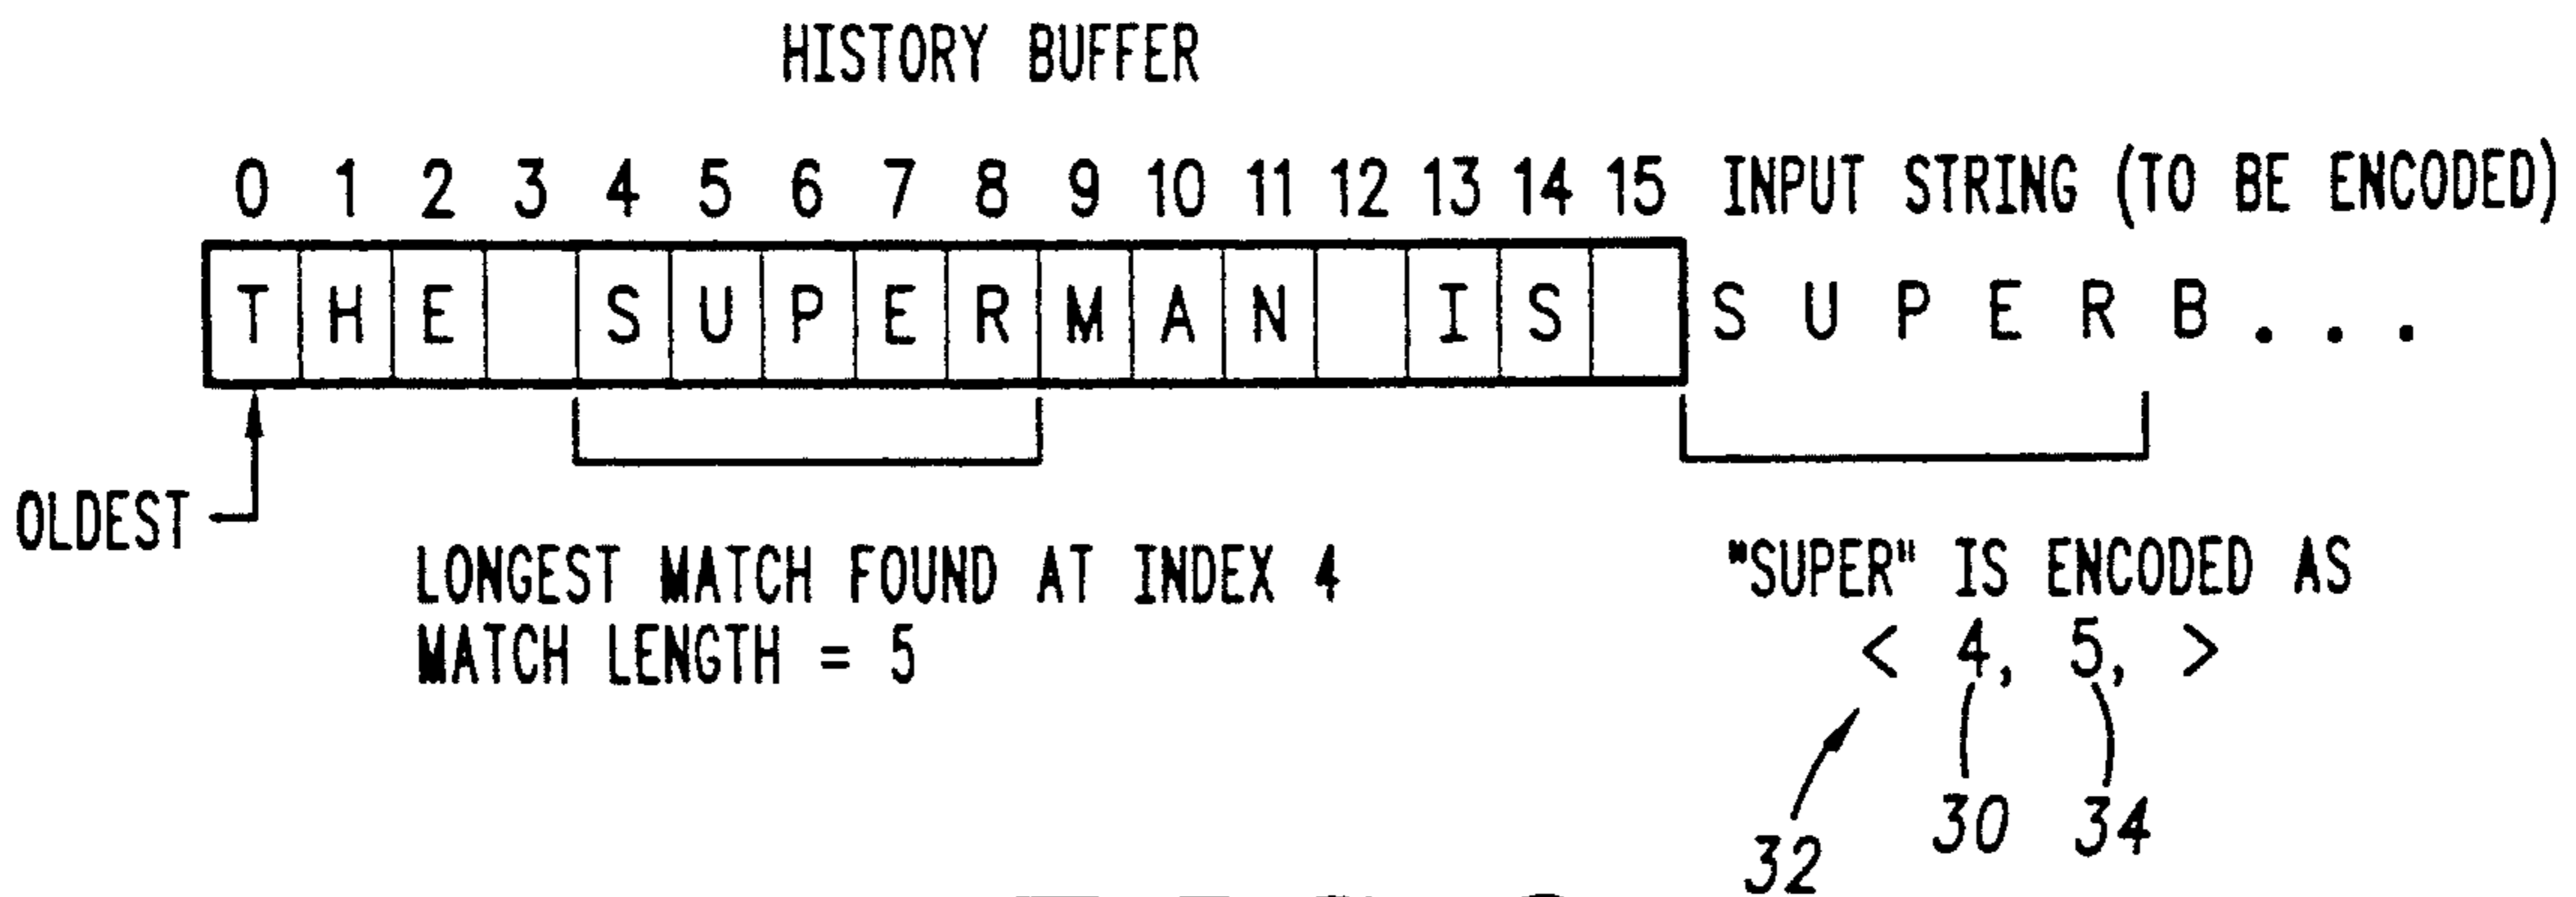 HISTORY BUFFER
0 1 2 3 4 5 6 7 8 9 10 11 12 13 14 15 INPUT STRING (TO BE ENCODED)
T H E S U P E R M A N I S S U P E R B . . .
OLDEST
LONGEST MATCH FOUND AT INDEX 4
MATCH LENGTH = 5
"SUPER" IS ENCODED AS
< 4, 5, >
32 30 34